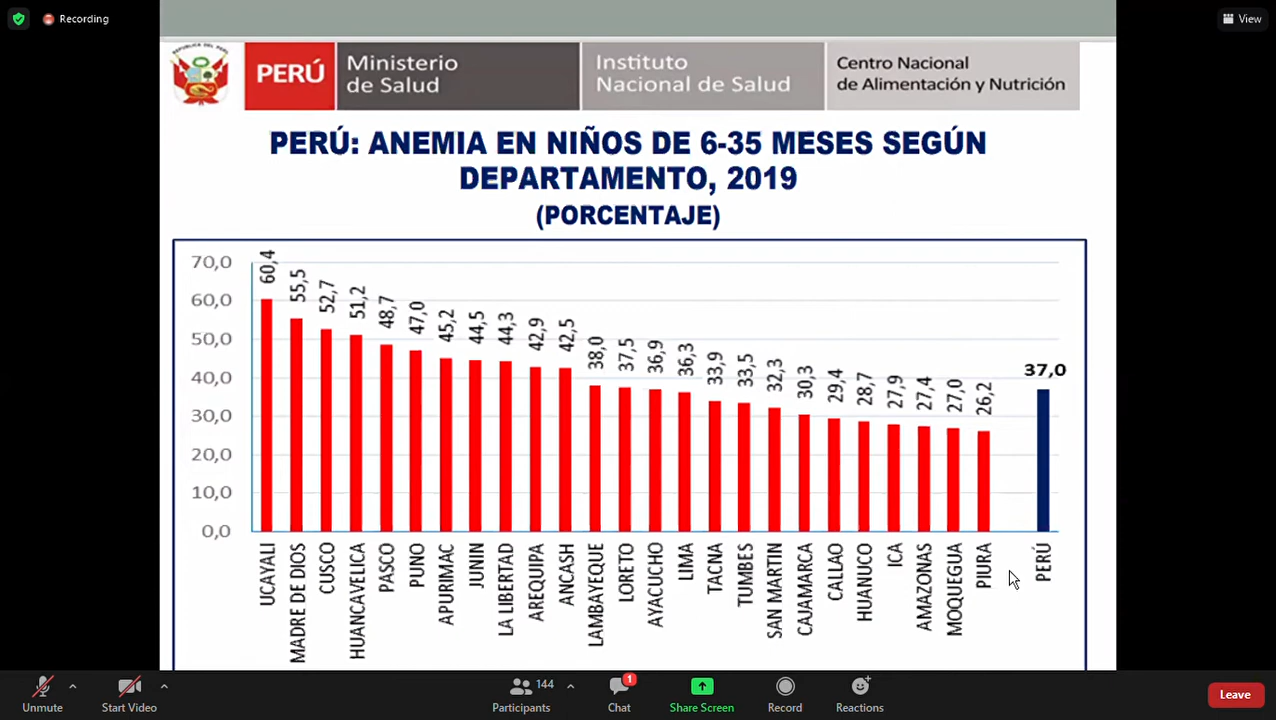 Recording
View
REPUBLICA DEL PERU
PERÚ
Ministerio
de Salud
Instituto
Nacional de Salud
Centro Nacional
de Alimentación y Nutrición
PERÚ: ANEMIA EN NIÑOS DE 6-35 MESES SEGÚN
DEPARTAMENTO, 2019
(PORCENTAJE)
70,0
60,0
50,0
40,0
30,0
20,0
10,0
0,0
60,4
55,5
52,7
51,2
48,7
47,0
45,2
44,5
44,3
42,9
42,5
38,0
37,5
36,9
36,3
33,9
33,5
32,3
30,3
29,4
28,7
27,9
27,4
27,0
26,2
37,0
UCAYALI
MADRE DE DIOS
CUSCO
HUANCAVELICA
PASCO
PUNO
APURIMAC
JUNIN
LA LIBERTAD
AREQUIPA
ANCASH
LAMBAYEQUE
LORETO
AYACUCHO
LIMA
TACNA
TUMBES
SAN MARTIN
CAJAMARCA
CALLAO
HUANUCO
ICA
AMAZONAS
MOQUEGUA
PIURA
PERÚ
Unmute
Start Video
144
Participants
1
Chat
Share Screen
Record
Reactions
Leave